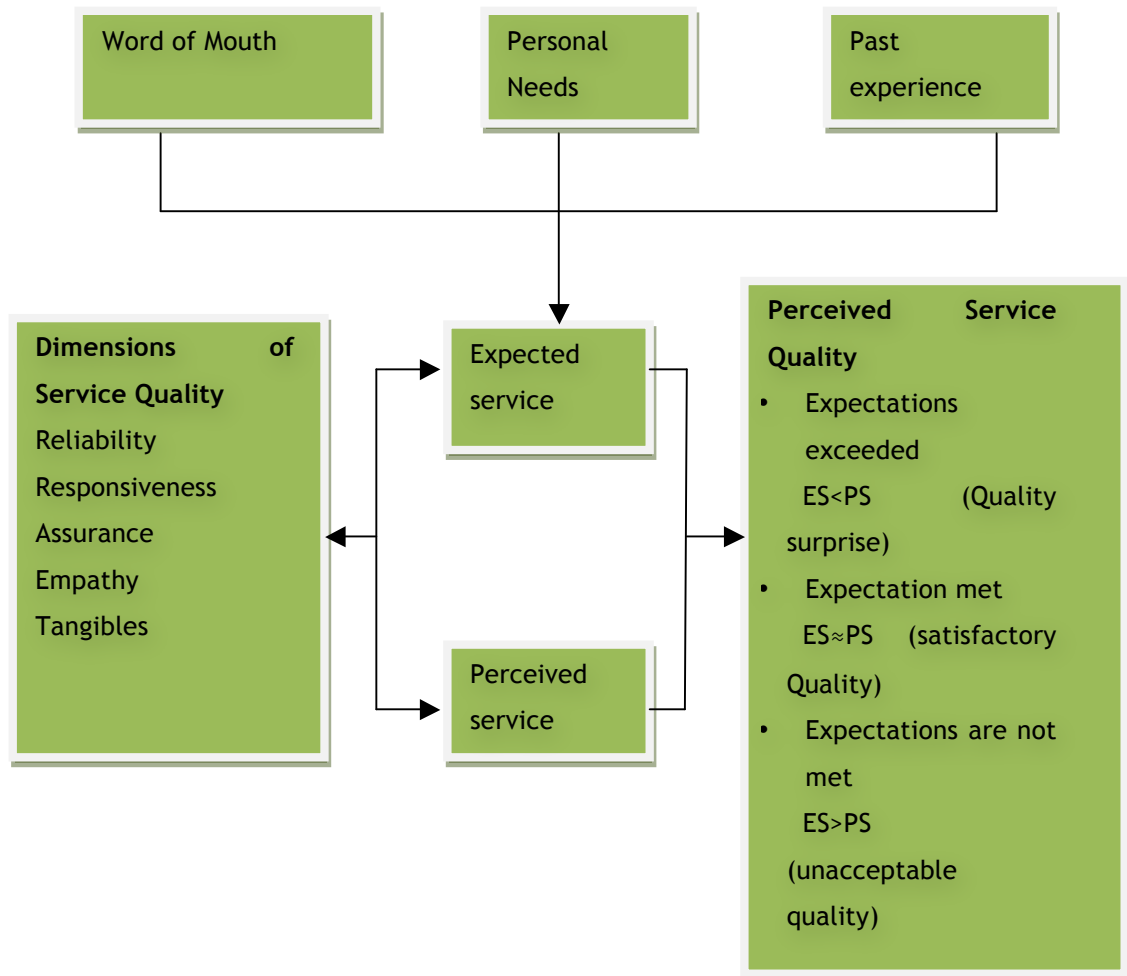 Word of Mouth
Personal
Needs
Past
experience
Dimensions of
Service Quality
Reliability
Responsiveness
Assurance
Empathy
Tangibles
Expected
service
Perceived
service
Perceived Service
Quality
• Expectations
exceeded
ES<PS (Quality
surprise)
• Expectation met
ES≈PS (satisfactory
Quality)
• Expectations are not
met
ES>PS
(unacceptable
quality)